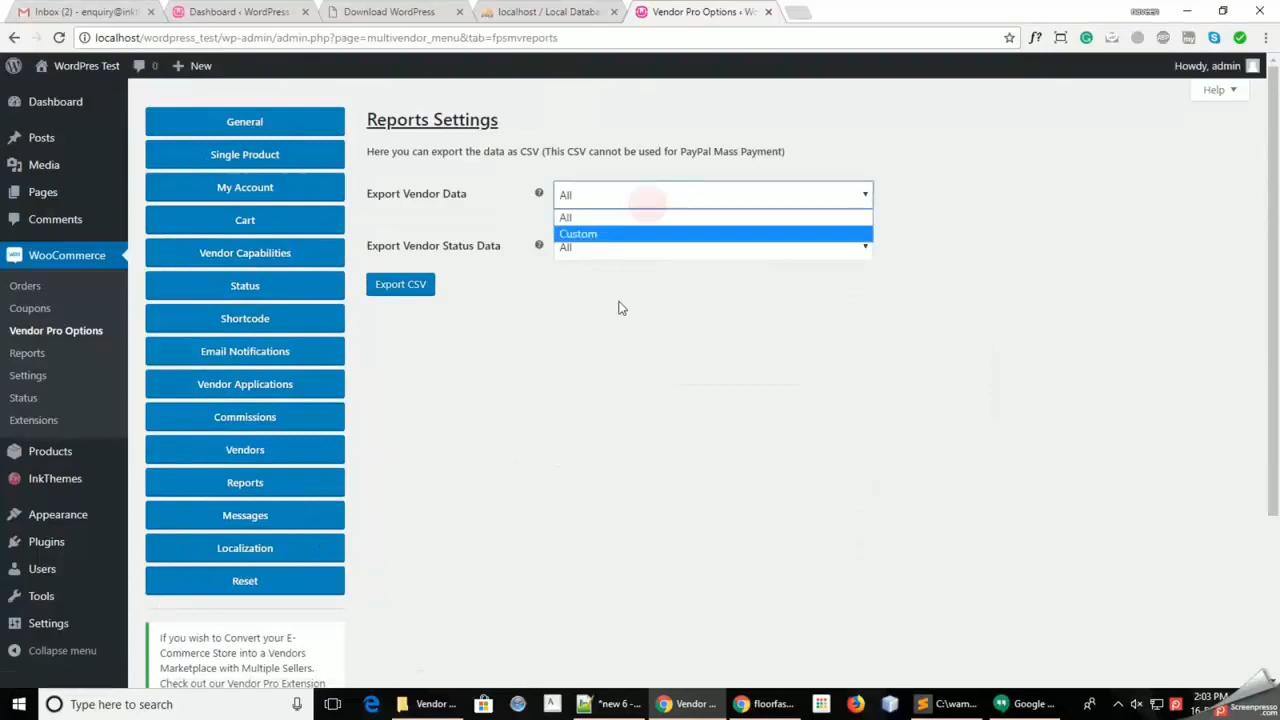 Inbox (2) - enquiry@inkt
Dashboard ‹ WordPress
Download WordPress
localhost / Local Datab
Vendor Pro Options ‹ W
naveen
localhost/wordpress_test/wp-admin/admin.php?page=multivendor_menu&tab=fpsmvreports
WordPress Test
0
New
Howdy, admin
Help
Dashboard
Posts
Media
Pages
Comments
WooCommerce
Orders
Coupons
Vendor Pro Options
Reports
Settings
Status
Extensions
Products
InkThemes
Appearance
Plugins
Users
Tools
Settings
Collapse menu
General
Single Product
My Account
Cart
Vendor Capabilities
Status
Shortcode
Email Notifications
Vendor Applications
Commissions
Vendors
Reports
Messages
Localization
Reset
If you wish to Convert your E-
Commerce Store into a Vendors
Marketplace with Multiple Sellers.
Check out our Vendor Pro Extension
Reports Settings
Here you can export the data as CSV (This CSV cannot be used for PayPal Mass Payment)
Export Vendor Data
All
All
Custom
Export Vendor Status Data
All
Export CSV
Type here to search
Vendor ...
*new 6 -...
Vendor ...
floorfas...
C:\wam...
Google ...
2:03 PM
Screenpresso
.com